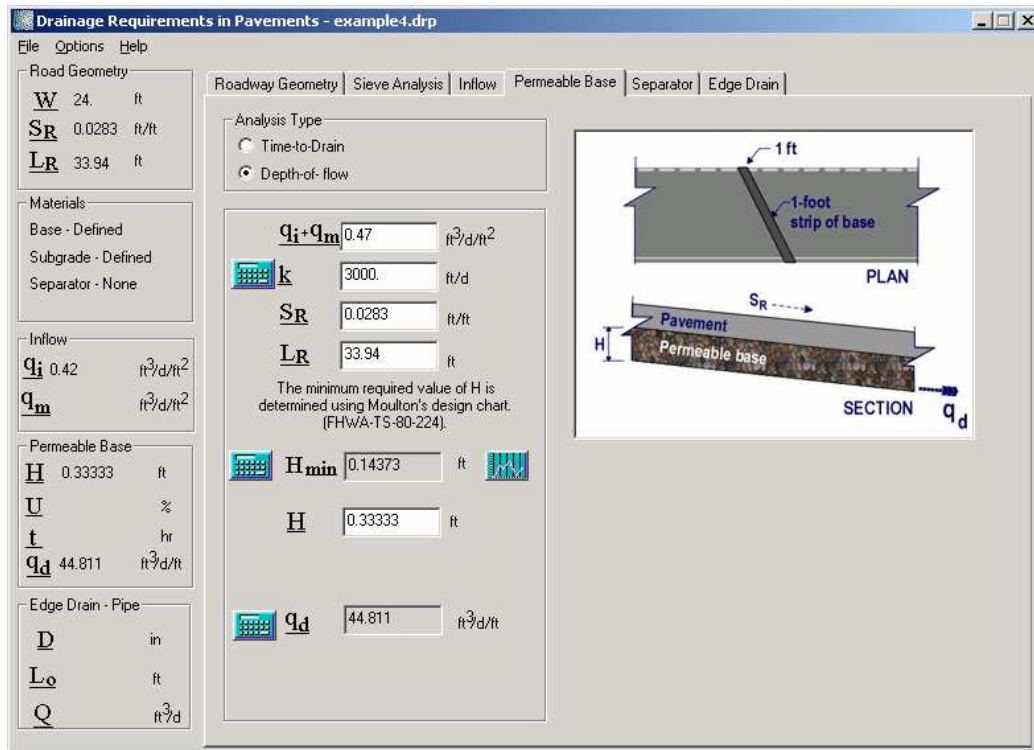 Drainage Requirements in Pavements - example4.drp
File Options Help
Road Geometry
W 24. ft
SR 0.0283 ft/ft
LR 33.94 ft
Materials
Base - Defined
Subgrade - Defined
Separator - None
Inflow
qi 0.42 ft3/d/ft2
qm ft3/d/ft2
Permeable Base
H 0.33333 ft
U %
t hr
qd 44.811 ft3/d/ft
Edge Drain - Pipe
D in
Lo ft
Q ft3/d
Roadway Geometry Sieve Analysis Inflow Permeable Base Separator Edge Drain
Analysis Type
Time-to-Drain
Depth-of- flow
qi+qm 0.47 ft3/d/ft2
k 3000. ft/d
SR 0.0283 ft/ft
LR 33.94 ft
The minimum required value of H is
determined using Moulton's design chart.
(FHWA-TS-80-224).
Hmin 0.14373 ft
H 0.33333 ft
qd 44.811 ft3/d/ft
1 ft
1-foot
strip of base
PLAN
SR
Pavement
H
Permeable base
SECTION
qd